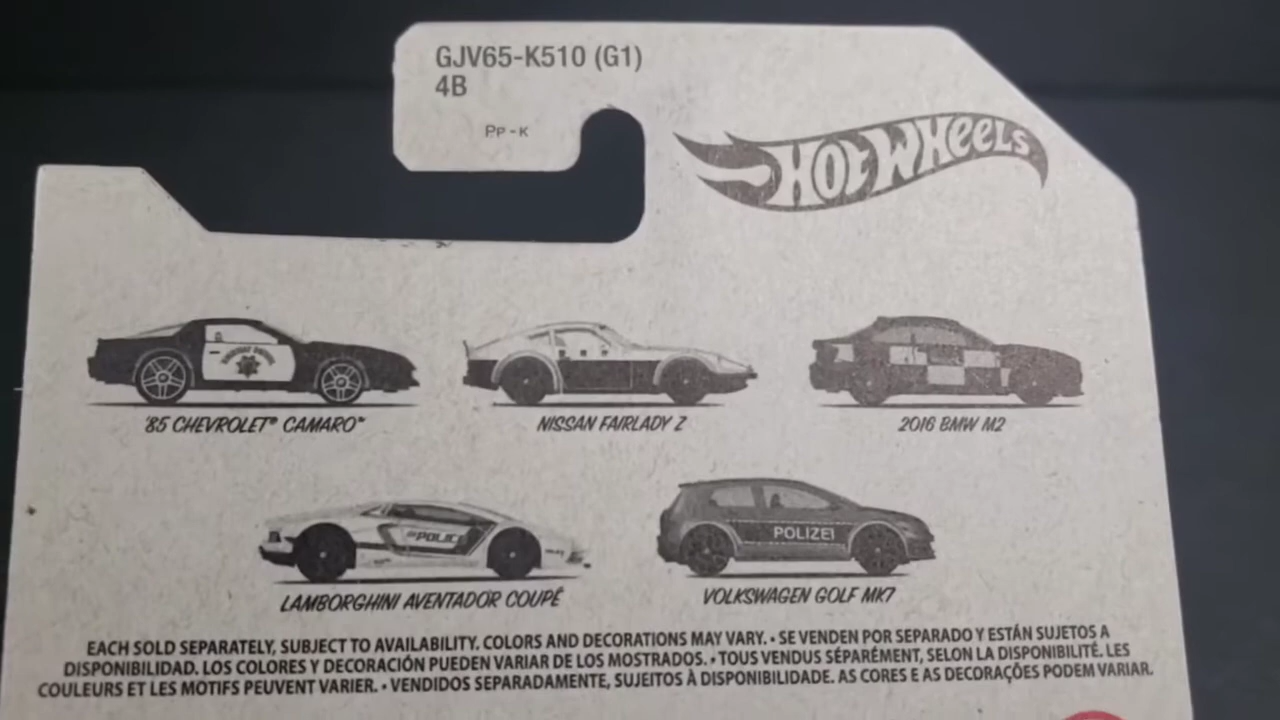 GJV65-K510 (G1)
4B
PP-K
HOT WHEELS
'85 CHEVROLET® CAMARO™
NISSAN FAIRLADY Z
2016 BMW M2
POLICE
POLIZEI
LAMBORGHINI AVENTADOR COUPÉ
VOLKSWAGEN GOLF MK7
EACH SOLD SEPARATELY, SUBJECT TO AVAILABILITY. COLORS AND DECORATIONS MAY VARY. • SE VENDEN POR SEPARADO Y ESTÁN SUJETOS A
DISPONIBILIDAD. LOS COLORES Y DECORACIÓN PUEDEN VARIAR DE LOS MOSTRADOS. • TOUS VENDUS SÉPARÉMENT, SELON LA DISPONIBILITÉ. LES
COULEURS ET LES MOTIFS PEUVENT VARIER. • VENDIDOS SEPARADAMENTE, SUJEITOS À DISPONIBILIDADE. AS CORES E AS DECORAÇÕES PODEM VARIAR.